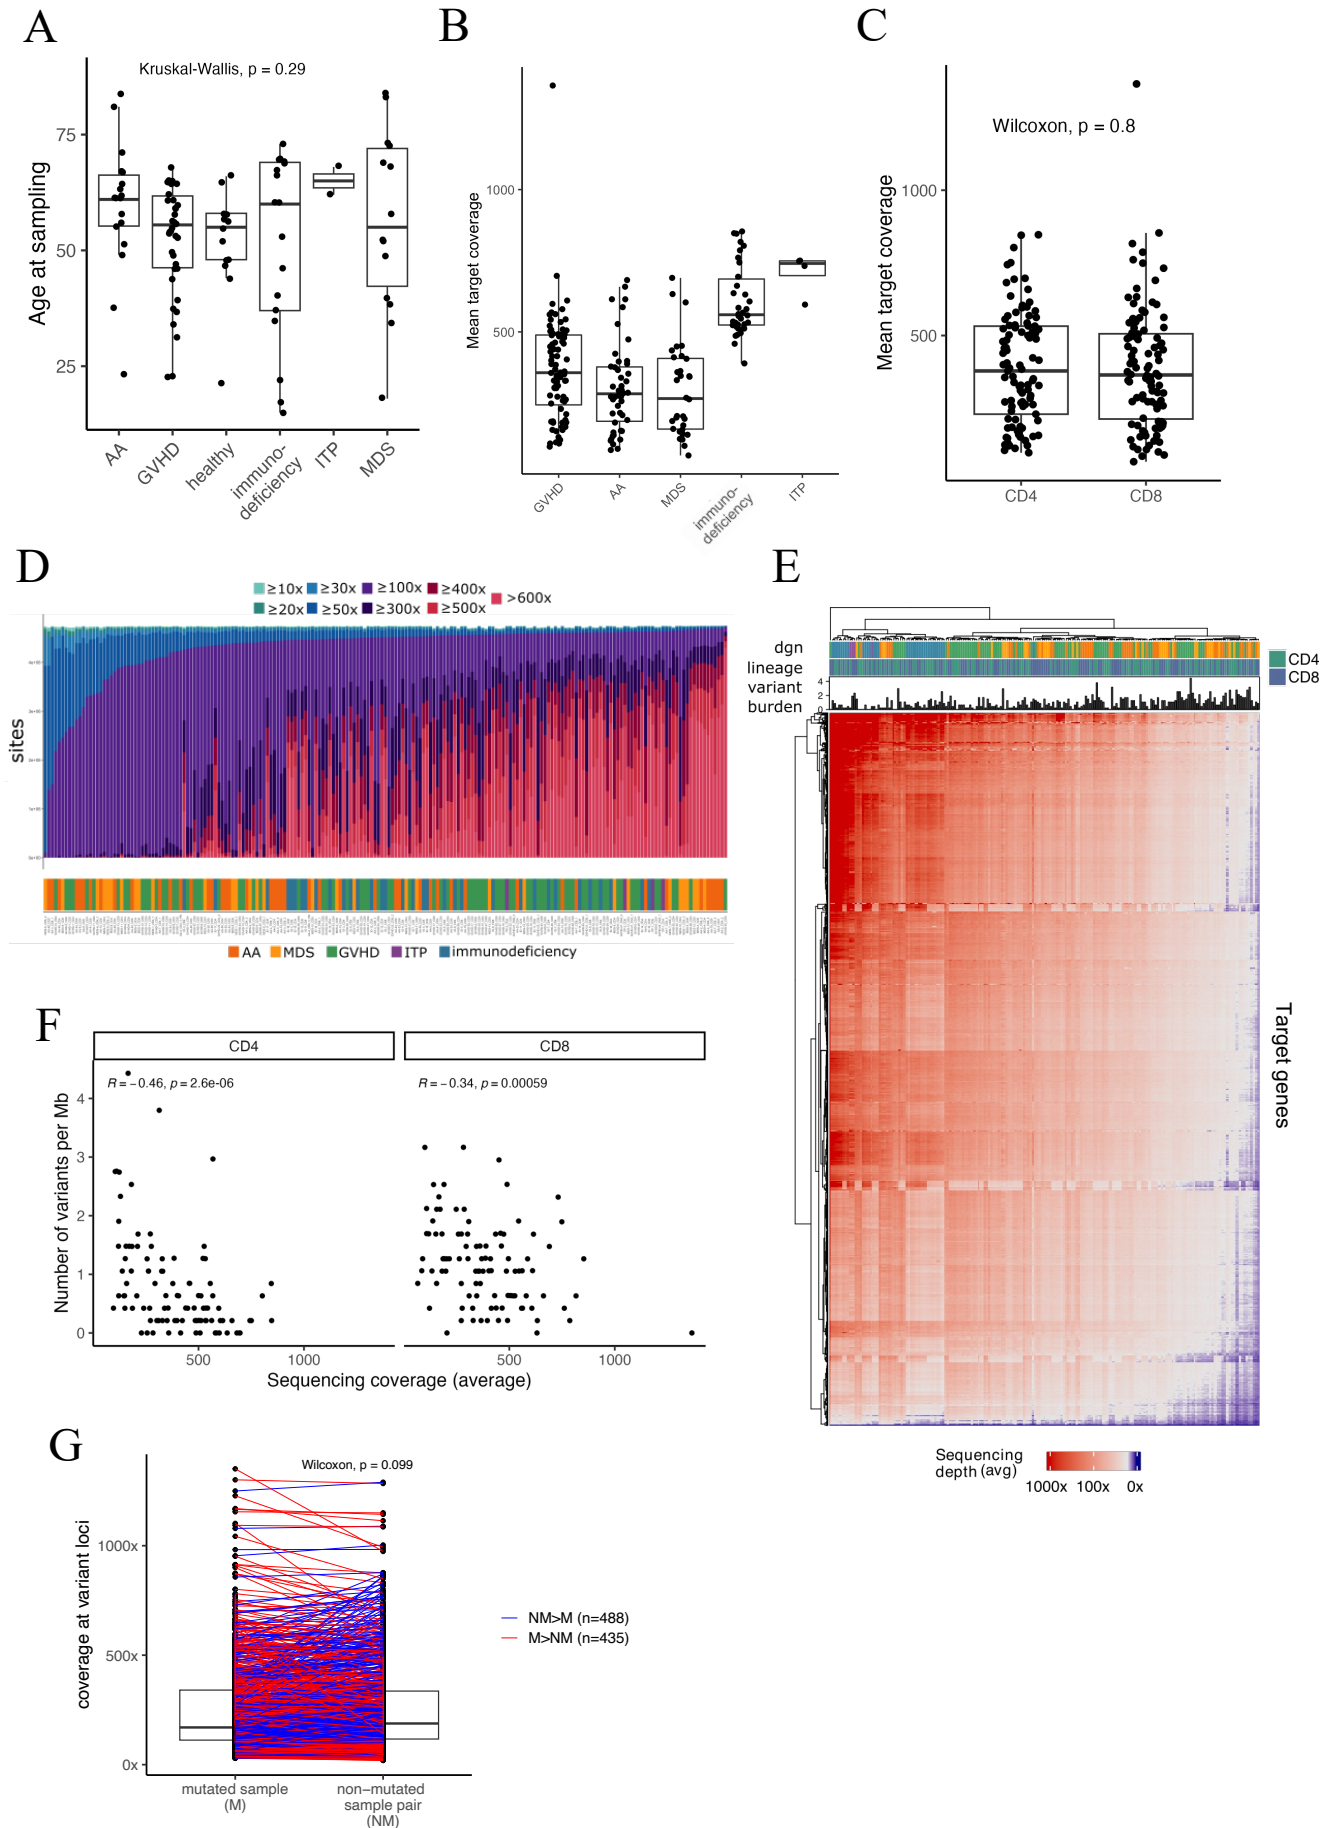 A
Kruskal-Wallis, p = 0.29
Age at sampling
75
50
25
AA
GVHD
healthy
immuno-
deficiency
ITP
MDS
B
Mean target coverage
1000
500
GVHD
AA
MDS
immuno-
deficiency
ITP
C
Wilcoxon, p = 0.8
Mean target coverage
1000
500
CD4
CD8
D
≥10x ≥30x ≥100x ≥400x >600x
≥20x ≥50x ≥300x ≥500x
sites
AA MDS GVHD ITP immunodeficiency
E
dgn
lineage
variant
burden
4
2
0
CD4
CD8
Target genes
Sequencing
depth (avg)
1000x 100x 0x
F
CD4
CD8
R = −0.46, p = 2.6e-06
R = −0.34, p = 0.00059
Number of variants per Mb
4
3
2
1
0
500 1000
500 1000
Sequencing coverage (average)
G
Wilcoxon, p = 0.099
coverage at variant loci
1000x
500x
0x
NM>M (n=488)
M>NM (n=435)
mutated sample
(M)
non−mutated
sample pair
(NM)